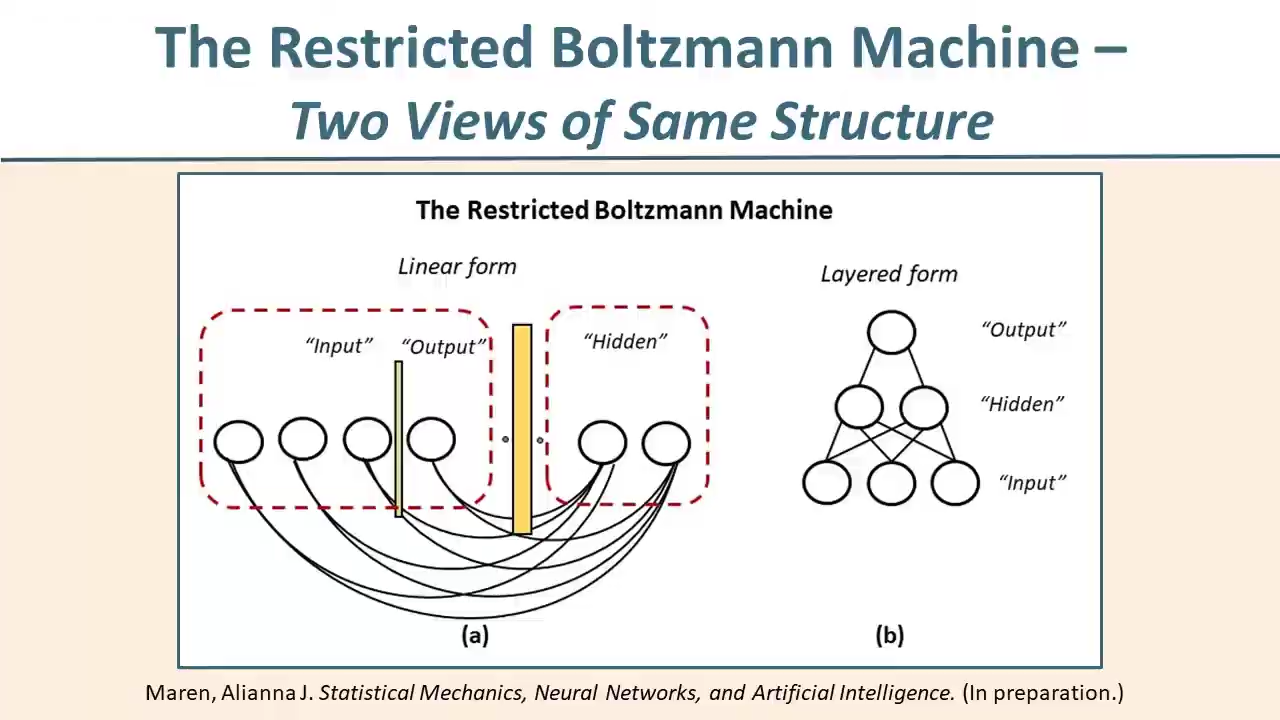 The Restricted Boltzmann Machine –
Two Views of Same Structure
The Restricted Boltzmann Machine
Linear form
“Input”
“Output”
“Hidden”
(a)
Layered form
“Output”
“Hidden”
“Input”
(b)
Maren, Alianna J. Statistical Mechanics, Neural Networks, and Artificial Intelligence. (In preparation.)